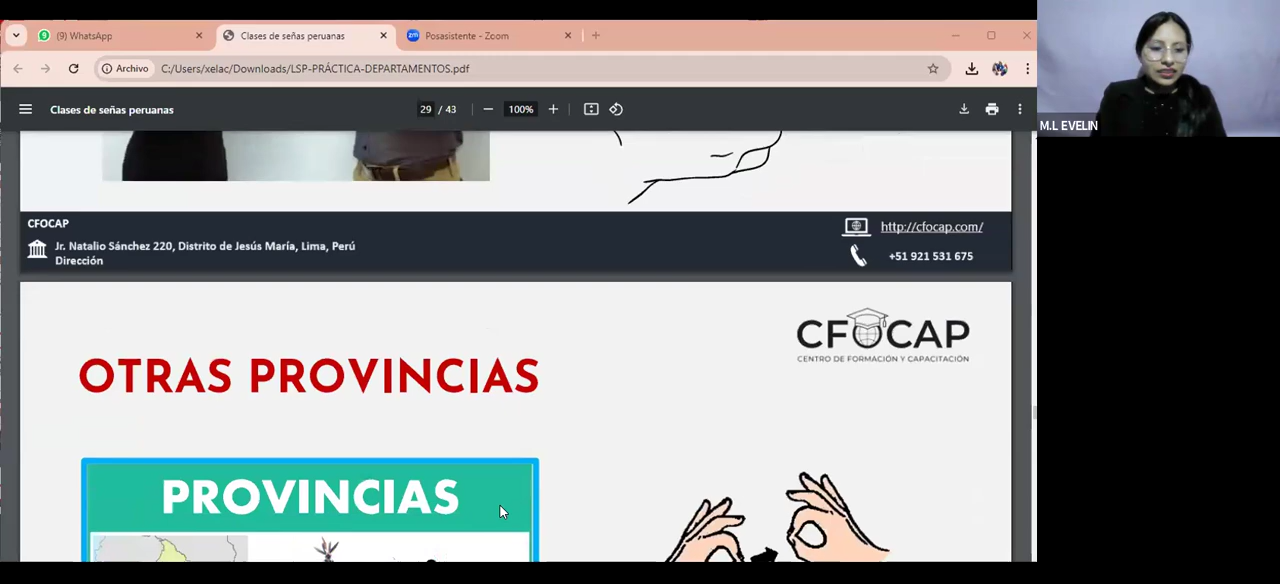 (9) WhatsApp
Clases de señas peruanas
Posasistente - Zoom
Archivo
C:/Users/xelac/Downloads/LSP-PRÁCTICA-DEPARTAMENTOS.pdf
Clases de señas peruanas
29 / 43
100%
M.L EVELIN
CFOCAP
Jr. Natalio Sánchez 220, Distrito de Jesús María, Lima, Perú
Dirección
http://cfocap.com/
+51 921 531 675
CFOCAP
CENTRO DE FORMACIÓN Y CAPACITACIÓN
OTRAS PROVINCIAS
PROVINCIAS